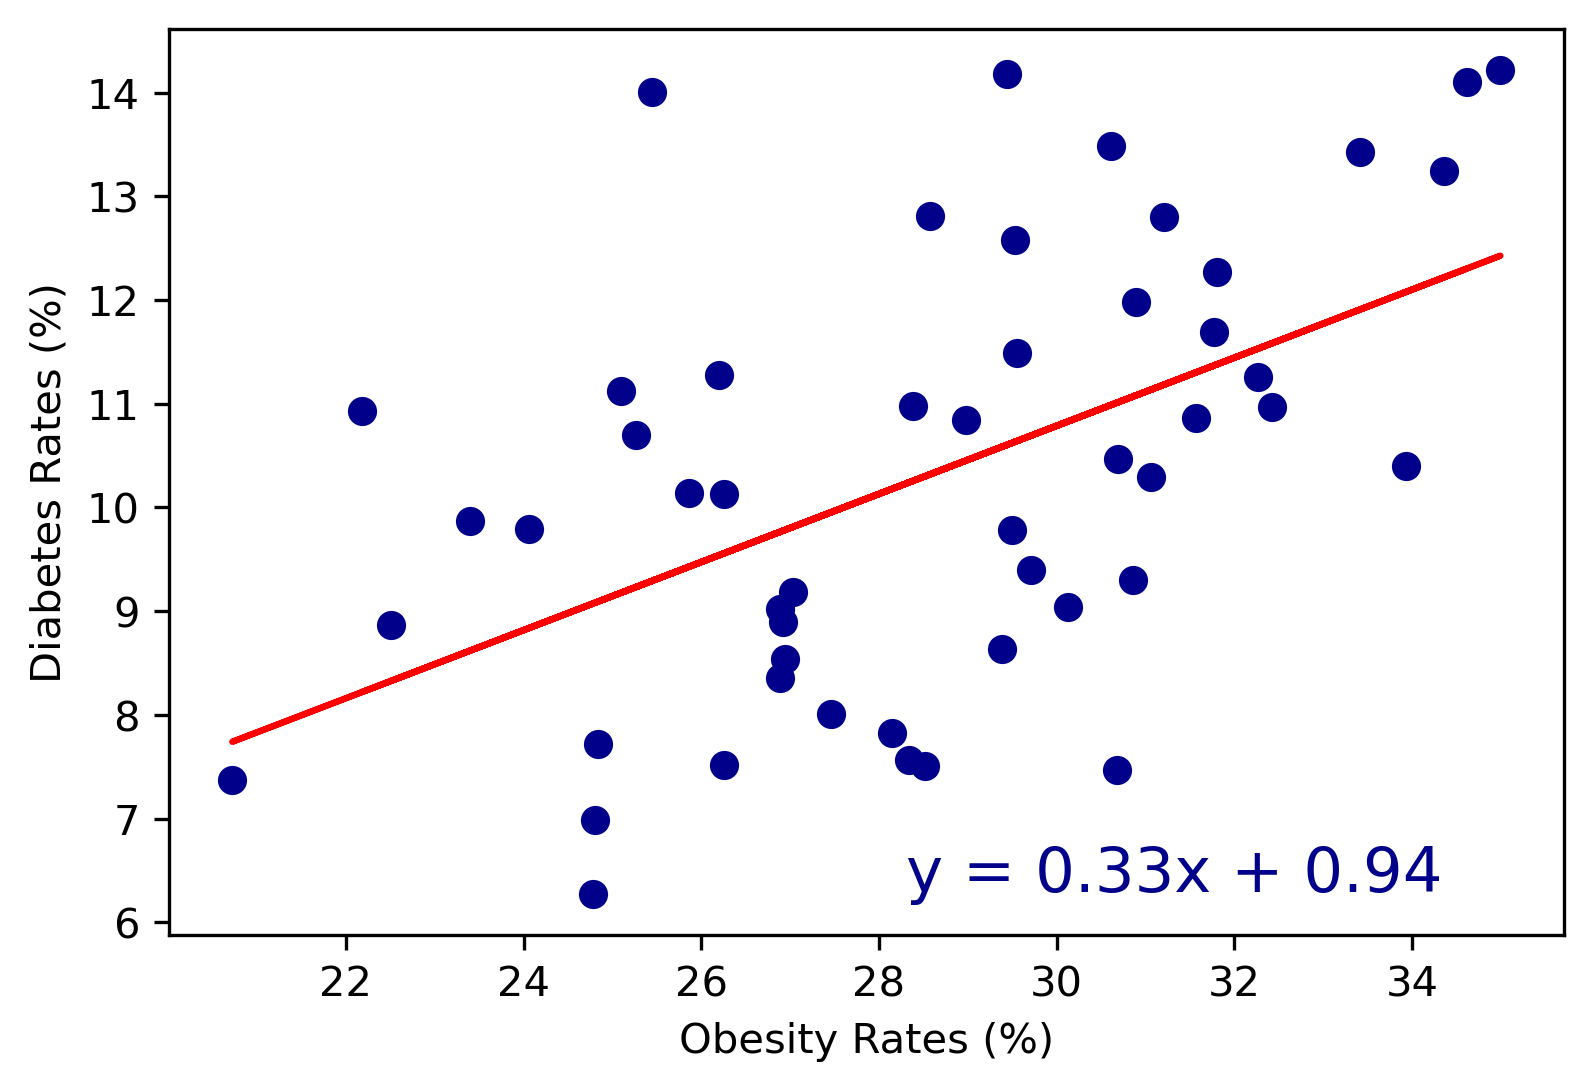 14
13
12
11
10
9
8
7
6
Diabetes Rates (%)
y = 0.33x + 0.94
22 24 26 28 30 32 34
Obesity Rates (%)